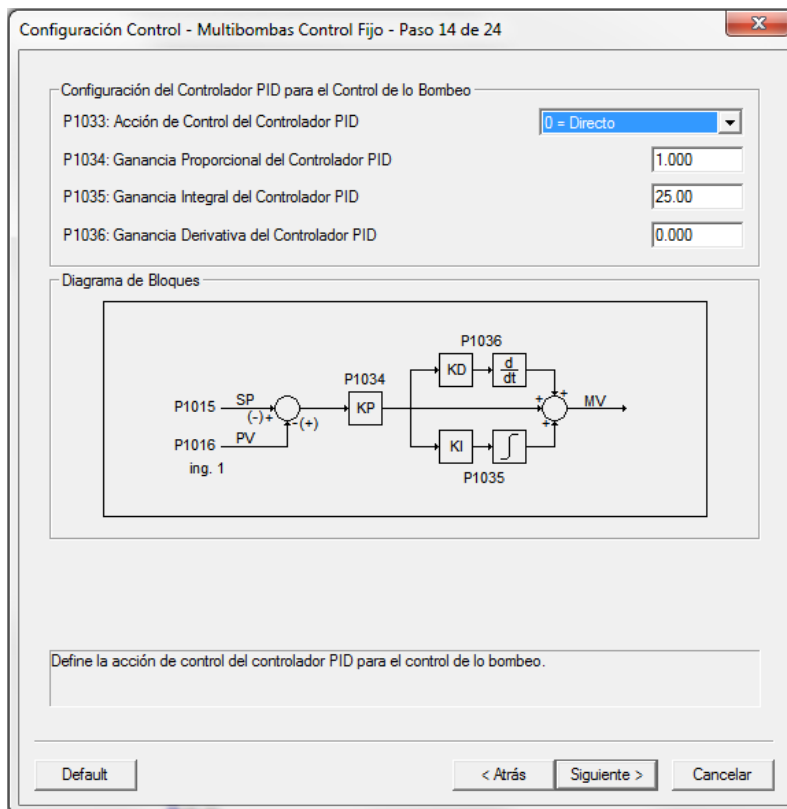 Configuración Control - Multibombas Control Fijo - Paso 14 de 24
Configuración del Controlador PID para el Control de lo Bombeo
P1033: Acción de Control del Controlador PID
0 = Directo
P1034: Ganancia Proporcional del Controlador PID
1.000
P1035: Ganancia Integral del Controlador PID
25.00
P1036: Ganancia Derivativa del Controlador PID
0.000
Diagrama de Bloques
P1036
KD
d
dt
P1034
KP
P1015
SP
(-)+
-(+)
P1016
PV
ing. 1
+
+
+
MV
KI
∫
P1035
Define la acción de control del controlador PID para el control de lo bombeo.
Default
< Atrás
Siguiente >
Cancelar